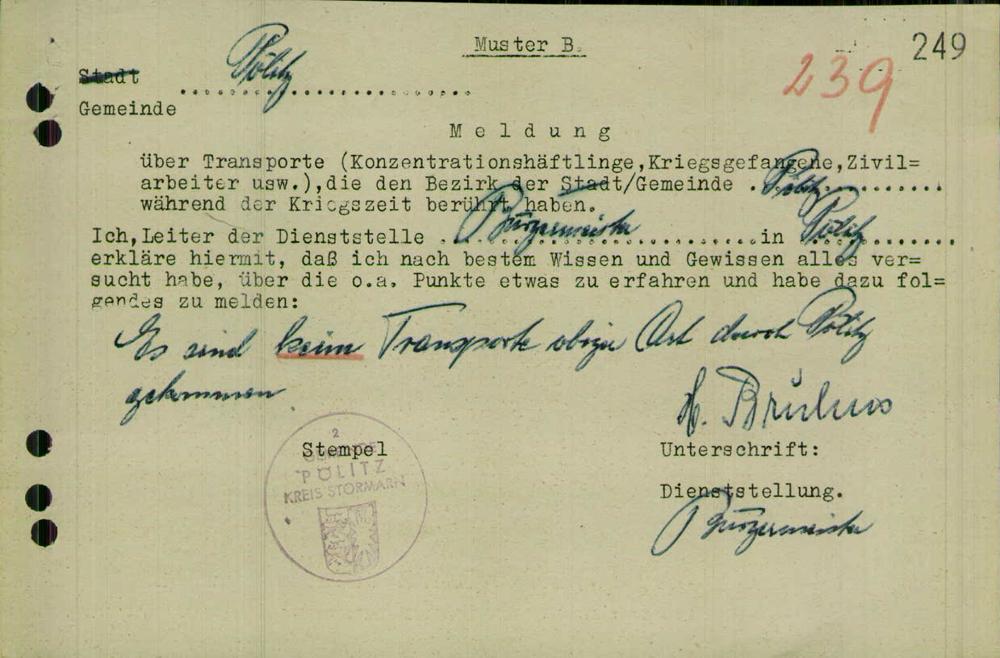 Muster B.
249
239
Stadt Pölitz
Gemeinde
Meldung
über Transporte (Konzentrationshäftlinge,Kriegsgefangene,Zivil=
arbeiter usw.),die den Bezirk der Stadt/Gemeinde Pölitz
während der Kriegszeit berührt haben.
Ich,Leiter der Dienststelle Bürgermeister in Pölitz
erkläre hiermit, daß ich nach bestem Wissen und Gewissen alles ver=
sucht habe, über die o.a. Punkte etwas zu erfahren und habe dazu fol=
gendes zu melden:
Es sind keine Transporte obiger Art durch Pölitz
gekommen
H.
Stempel
Unterschrift:
2
GEMEINDE
PÖLITZ
KREIS STORMARN
Dienststellung.
Bürgermeister